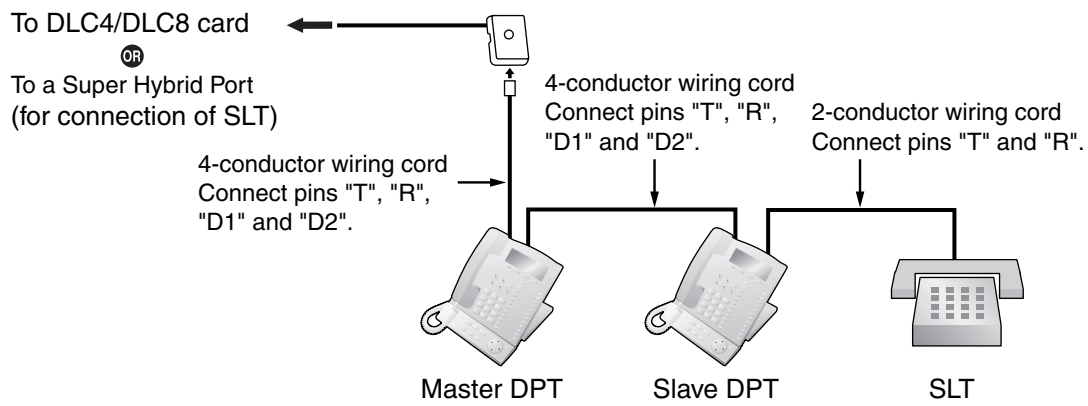 To DLC4/DLC8 card
OR
To a Super Hybrid Port
(for connection of SLT)
4-conductor wiring cord
Connect pins "T", "R",
"D1" and "D2".
4-conductor wiring cord
Connect pins "T", "R",
"D1" and "D2".
2-conductor wiring cord
Connect pins "T" and "R".
Master DPT
Slave DPT
SLT